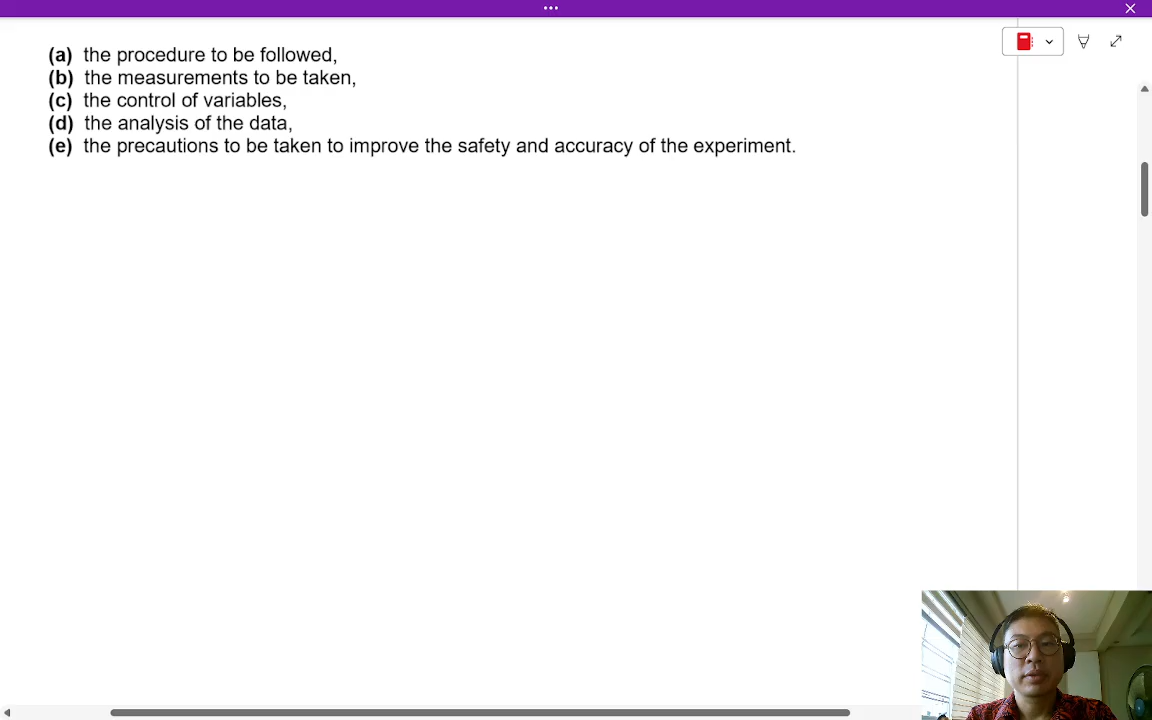 (a) the procedure to be followed,
(b) the measurements to be taken,
(c) the control of variables,
(d) the analysis of the data,
(e) the precautions to be taken to improve the safety and accuracy of the experiment.